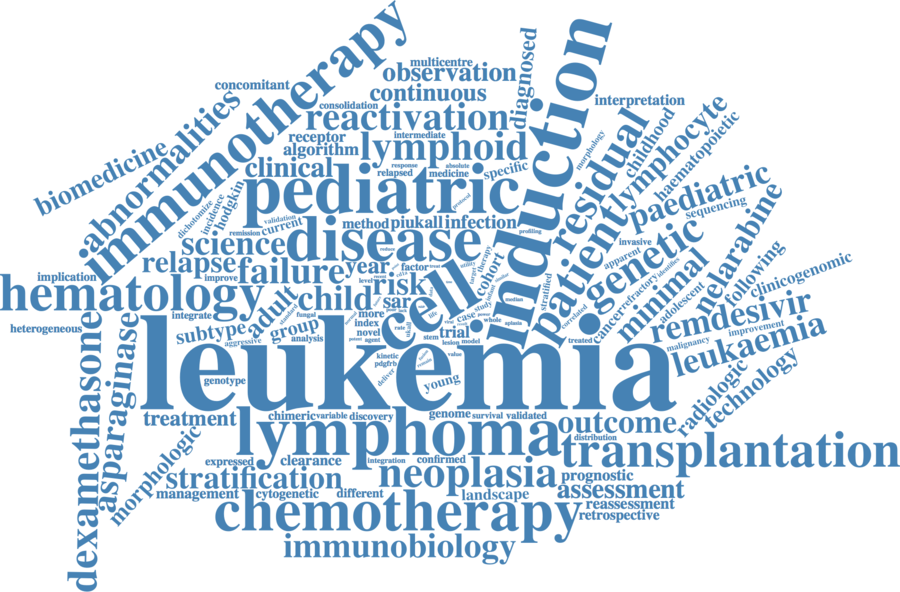 multicentre
concomitant
observation
diagnosed
continuous
consolidation
interpretation
immunotherapy
induction
reactivation
abnormalities
receptor
intermediate
algorithm
lymphoid
morphology
residual
childhood
lymphocyte
haematopoietic
biomedicine
clinical
response
absolute
relapsed
medicine
specific
pediatric
protocol
hodgkin
incidence
dichotomize
validation
current
method
piukall
infection
paediatric
sequencing
remission
profiling
science
disease
reduce
patient
genetic
invasive
apparent
relapse
failure
year
factor
therapy
target
utility
cohort
improve
risk
implication
hematology
child
adult
sar
cell
stratified
correlated
refractory
identifies
cancer
minimal
adolescent
nelarabine
following
clinicogenomic
integrate
standard
fungal
more
index
novel
agent
median
case
whole
heterogeneous
subtype
group
aggressive
analysis
rate
life
trial
stem
lesion
model
aplasia
treated
remdesivir
malignancy
improvement
leukaemia
leukemia
genotype
kinetic
pdgfrb
deliver
young
value
radiologic
technology
dexamethasone
asparaginase
treatment
chimeric
variable
discovery
genome
survival
validated
outcome
lymphoma
distribution
transplantation
morphologic
expressed
clearance
integration
confirmed
stratification
neoplasia
prognostic
management
cytogenetic
different
landscape
assessment
reassessment
chemotherapy
retrospective
immunobiology